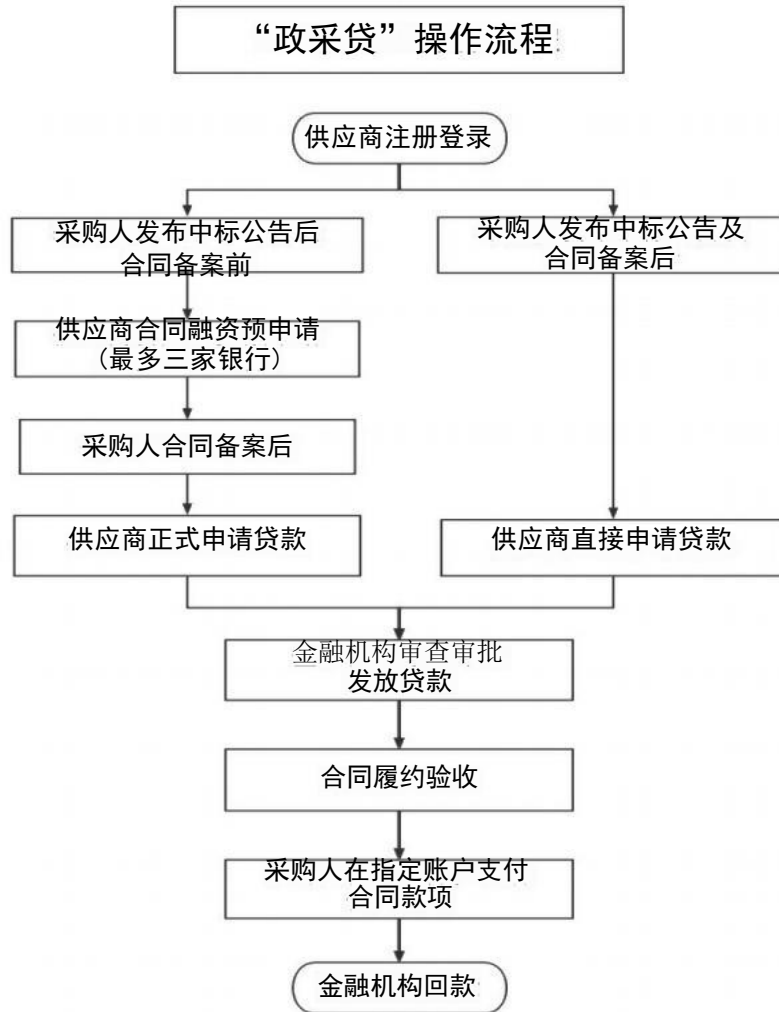 “政采贷”操作流程
供应商注册登录
采购人发布中标公告后
合同备案前
采购人发布中标公告及
合同备案后
供应商合同融资预申请
(最多三家银行)
采购人合同备案后
供应商正式申请贷款
供应商直接申请贷款
金融机构审查审批
发放贷款
合同履约验收
采购人在指定账户支付
合同款项
金融机构回款